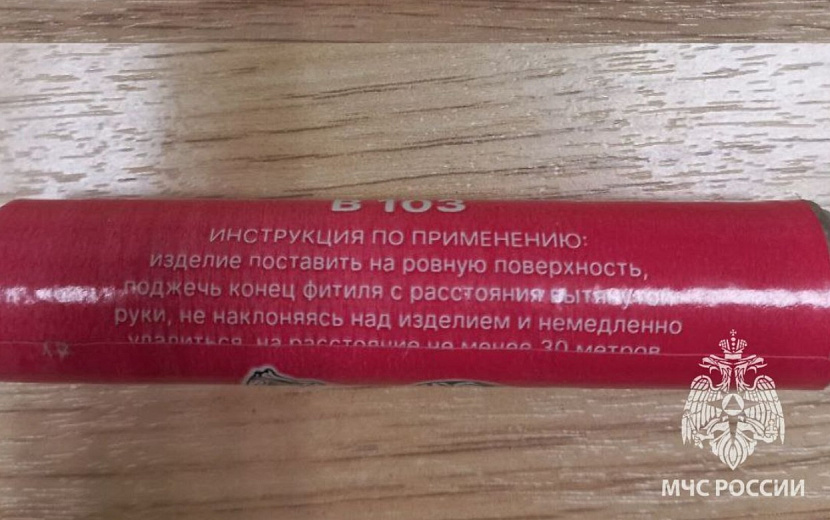 В 103
ИНСТРУКЦИЯ ПО ПРИМЕНЕНИЮ:
изделие поставить на ровную поверхность,
поджечь конец фитиля с расстояния вытянутой
руки, не наклоняясь над изделием и немедленно
удалиться на расстояние не менее 30 метров
МЧС РОССИИ